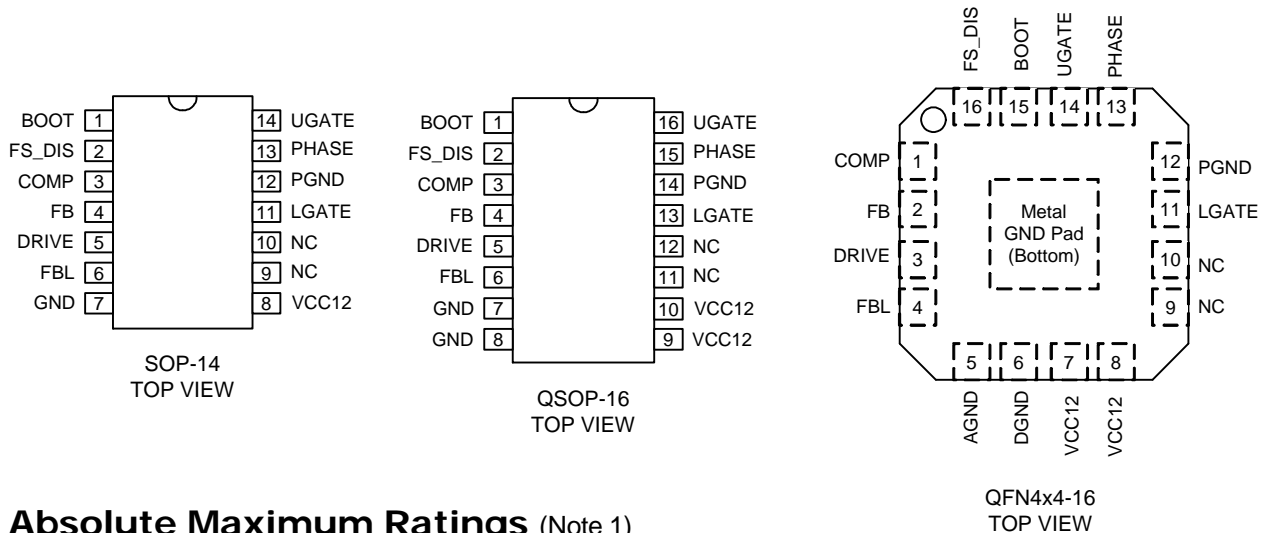 BOOT 1 14 UGATE
FS_DIS 2 13 PHASE
COMP 3 12 PGND
FB 4 11 LGATE
DRIVE 5 10 NC
FBL 6 9 NC
GND 7 8 VCC12
SOP-14
TOP VIEW
BOOT 1 16 UGATE
FS_DIS 2 15 PHASE
COMP 3 14 PGND
FB 4 13 LGATE
DRIVE 5 12 NC
FBL 6 11 NC
GND 7 10 VCC12
GND 8 9 VCC12
QSOP-16
TOP VIEW
FS_DIS BOOT UGATE PHASE
16 15 14 13
COMP 1 12 PGND
FB 2 11 LGATE
DRIVE 3 10 NC
FBL 4 9 NC
Metal
GND Pad
(Bottom)
5 6 7 8
AGND DGND VCC12 VCC12
QFN4x4-16
TOP VIEW
Absolute Maximum Ratings (Note 1)